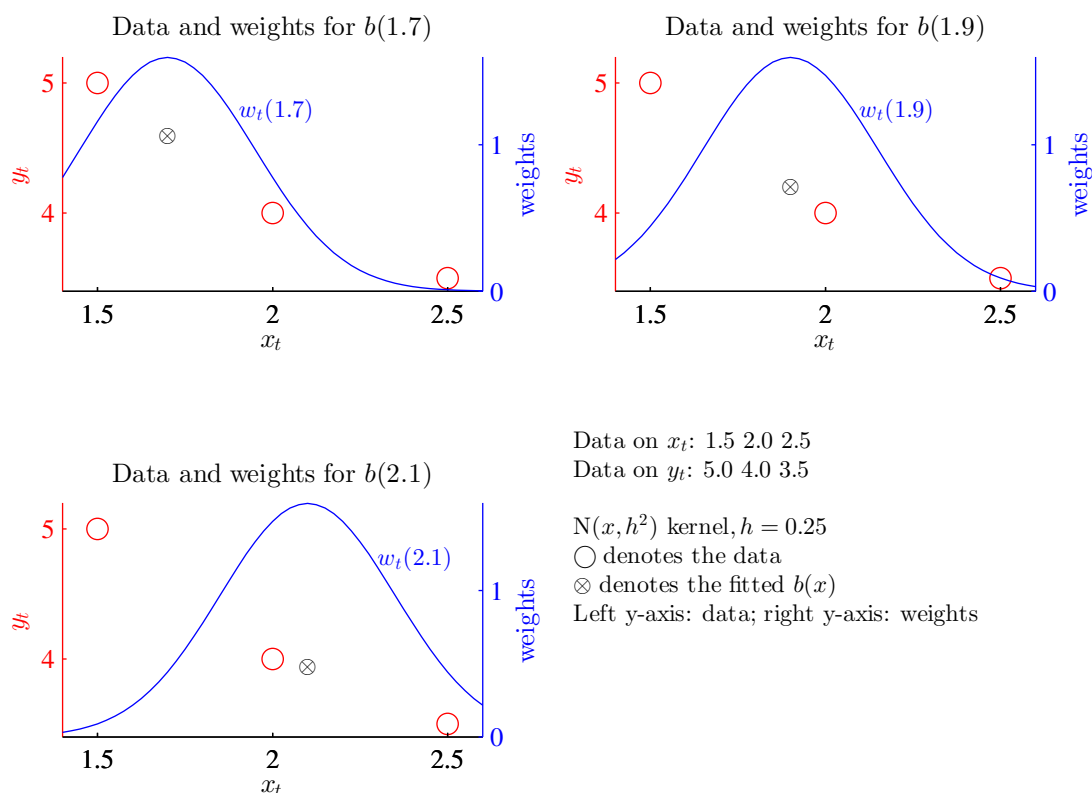 Data and weights for b(1.7)
5
4
y_t
w_t(1.7)
1
0
weights
1.5 2 2.5
x_t
Data and weights for b(1.9)
5
4
y_t
w_t(1.9)
1
0
weights
1.5 2 2.5
x_t
Data and weights for b(2.1)
5
4
y_t
w_t(2.1)
1
0
weights
1.5 2 2.5
x_t
Data on x_t: 1.5 2.0 2.5
Data on y_t: 5.0 4.0 3.5
N(x, h²) kernel, h = 0.25
○ denotes the data
⊗ denotes the fitted b(x)
Left y-axis: data; right y-axis: weights